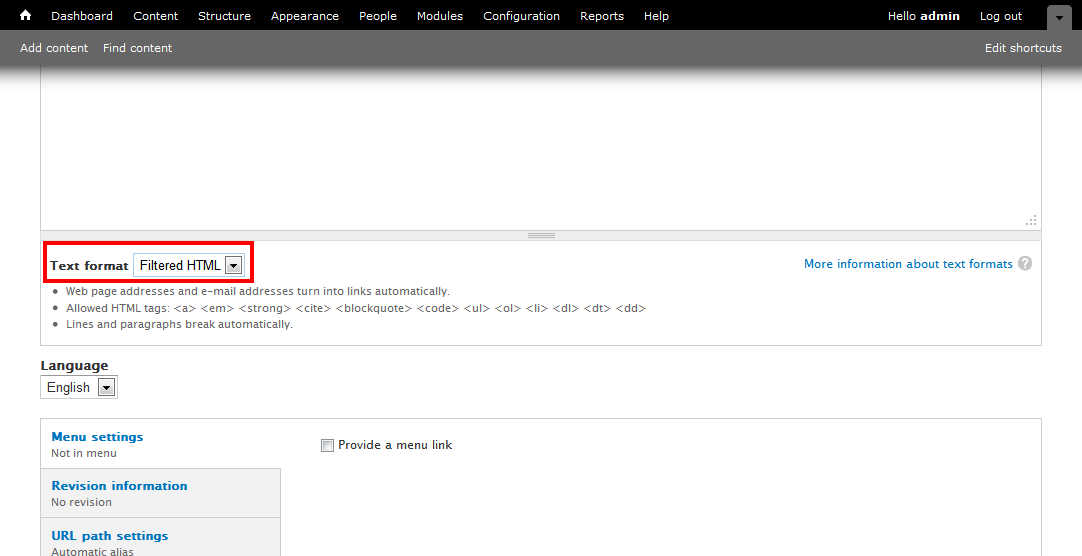 Dashboard Content Structure Appearance People Modules Configuration Reports Help Hello admin Log out
Add content Find content Edit shortcuts
Text format Filtered HTML More information about text formats ?
Web page addresses and e-mail addresses turn into links automatically.
Allowed HTML tags: <a> <em> <strong> <cite> <blockquote> <code> <ul> <ol> <li> <dl> <dt> <dd>
Lines and paragraphs break automatically.
Language
English
Menu settings
Not in menu
Provide a menu link
Revision information
No revision
URL path settings
Automatic alias